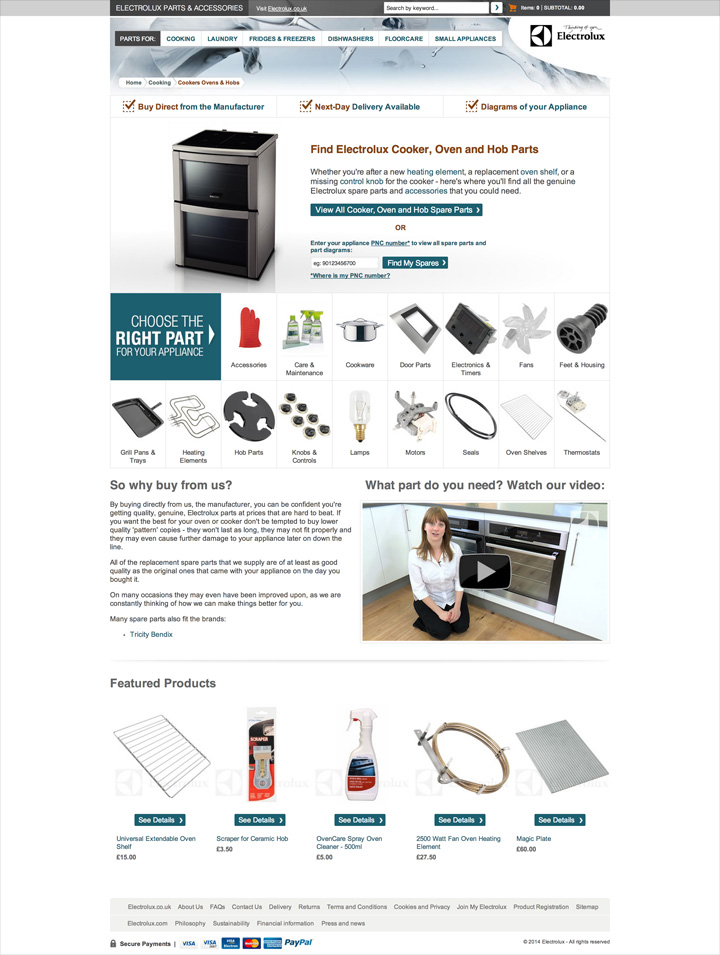 ELECTROLUX PARTS & ACCESSORIES
Visit Electrolux.co.uk
Search by keyword...
Items: 0 | SUBTOTAL: 0.00
PARTS FOR:
COOKING
LAUNDRY
FRIDGES & FREEZERS
DISHWASHERS
FLOORCARE
SMALL APPLIANCES
Thinking of you
Electrolux
Home
Cooking
Cookers Ovens & Hobs
Buy Direct from the Manufacturer
Next-Day Delivery Available
Diagrams of your Appliance
Find Electrolux Cooker, Oven and Hob Parts
Whether you're after a new heating element, a replacement oven shelf, or a
missing control knob for the cooker - here's where you'll find all the genuine
Electrolux spare parts and accessories that you could need.
View All Cooker, Oven and Hob Spare Parts
OR
Enter your appliance PNC number* to view all spare parts and
part diagrams:
eg: 90123456700
Find My Spares
*Where is my PNC number?
CHOOSE THE
RIGHT PART
FOR YOUR APPLIANCE
Accessories
Care &
Maintenance
Cookware
Door Parts
Electronics &
Timers
Fans
Feet & Housing
Grill Pans &
Trays
Heating
Elements
Hob Parts
Knobs &
Controls
Lamps
Motors
Seals
Oven Shelves
Thermostats
So why buy from us?
By buying directly from us, the manufacturer, you can be confident you're
getting quality, genuine, Electrolux parts at prices that are hard to beat. If
you want the best for your oven or cooker don't be tempted to buy lower
quality 'pattern' copies - they won't last as long, they may not fit properly and
they may even cause further damage to your appliance later on down the
line.
All of the replacement spare parts that we supply are of at least as good
quality as the original ones that came with your appliance on the day you
bought it.
On many occasions they may even have been improved upon, as we are
constantly thinking of how we can make things better for you.
Many spare parts also fit the brands:
Tricity Bendix
What part do you need? Watch our video:
Featured Products
SCRAPER
See Details
See Details
See Details
See Details
See Details
Universal Extendable Oven
Shelf
£15.00
Scraper for Ceramic Hob
£3.50
OvenCare Spray Oven
Cleaner - 500ml
£5.00
2500 Watt Fan Oven Heating
Element
£27.50
Magic Plate
£60.00
Electrolux.co.uk
About Us
FAQs
Contact Us
Delivery
Returns
Terms and Conditions
Cookies and Privacy
Join My Electrolux
Product Registration
Sitemap
Electrolux.com
Philosophy
Sustainability
Financial information
Press and news
Secure Payments |
VISA
VISA
VISA
PayPal
© 2014 Electrolux - All rights reserved